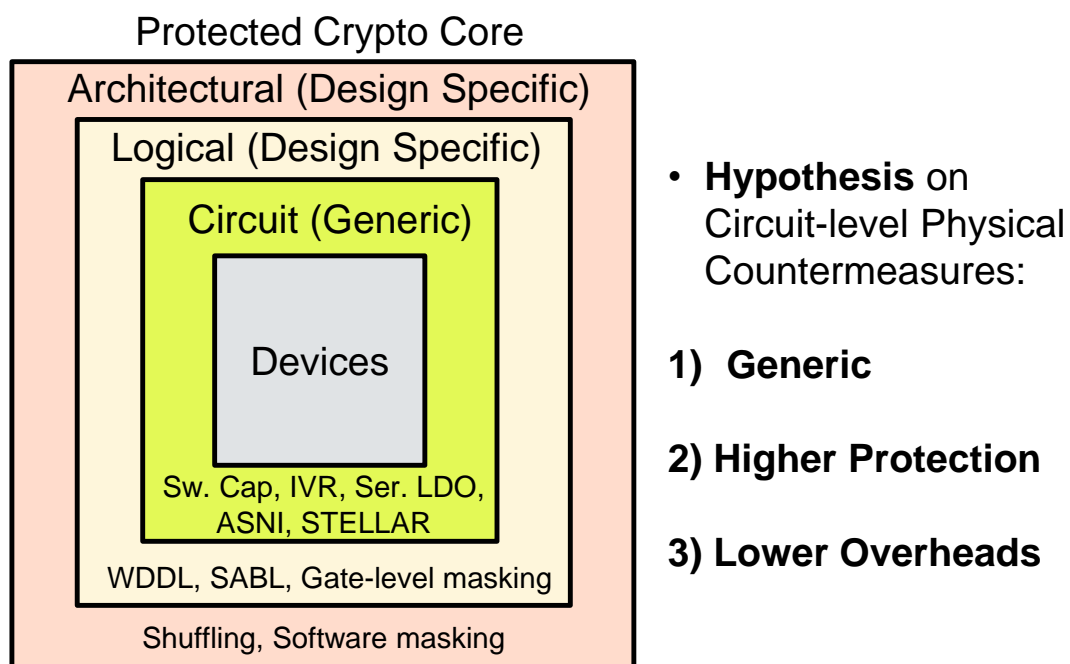 Protected Crypto Core
Architectural (Design Specific)
Logical (Design Specific)
Circuit (Generic)
Devices
Sw. Cap, IVR, Ser. LDO,
ASNI, STELLAR
WDDL, SABL, Gate-level masking
Shuffling, Software masking
• Hypothesis on
Circuit-level Physical
Countermeasures:
1) Generic
2) Higher Protection
3) Lower Overheads